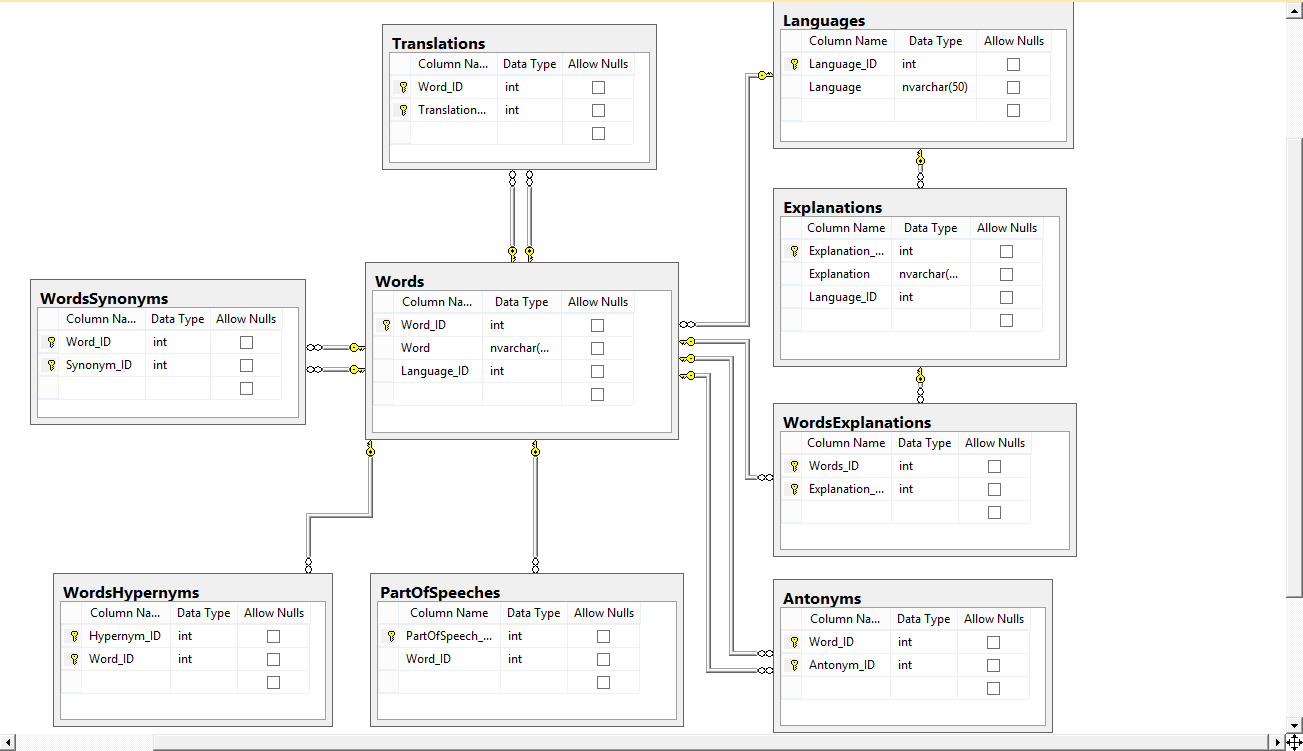 Translations
Column Na... Data Type Allow Nulls
Word_ID int
Translation... int
Languages
Column Name Data Type Allow Nulls
Language_ID int
Language nvarchar(50)
Explanations
Column Name Data Type Allow Nulls
Explanation_... int
Explanation nvarchar(...
Language_ID int
WordsSynonyms
Column Na... Data Type Allow Nulls
Word_ID int
Synonym_ID int
Words
Column Na... Data Type Allow Nulls
Word_ID int
Word nvarchar(...
Language_ID int
WordsExplanations
Column Name Data Type Allow Nulls
Words_ID int
Explanation_... int
WordsHypernyms
Column Na... Data Type Allow Nulls
Hypernym_ID int
Word_ID int
PartOfSpeeches
Column Name Data Type Allow Nulls
PartOfSpeech_... int
Word_ID int
Antonyms
Column Na... Data Type Allow Nulls
Word_ID int
Antonym_ID int